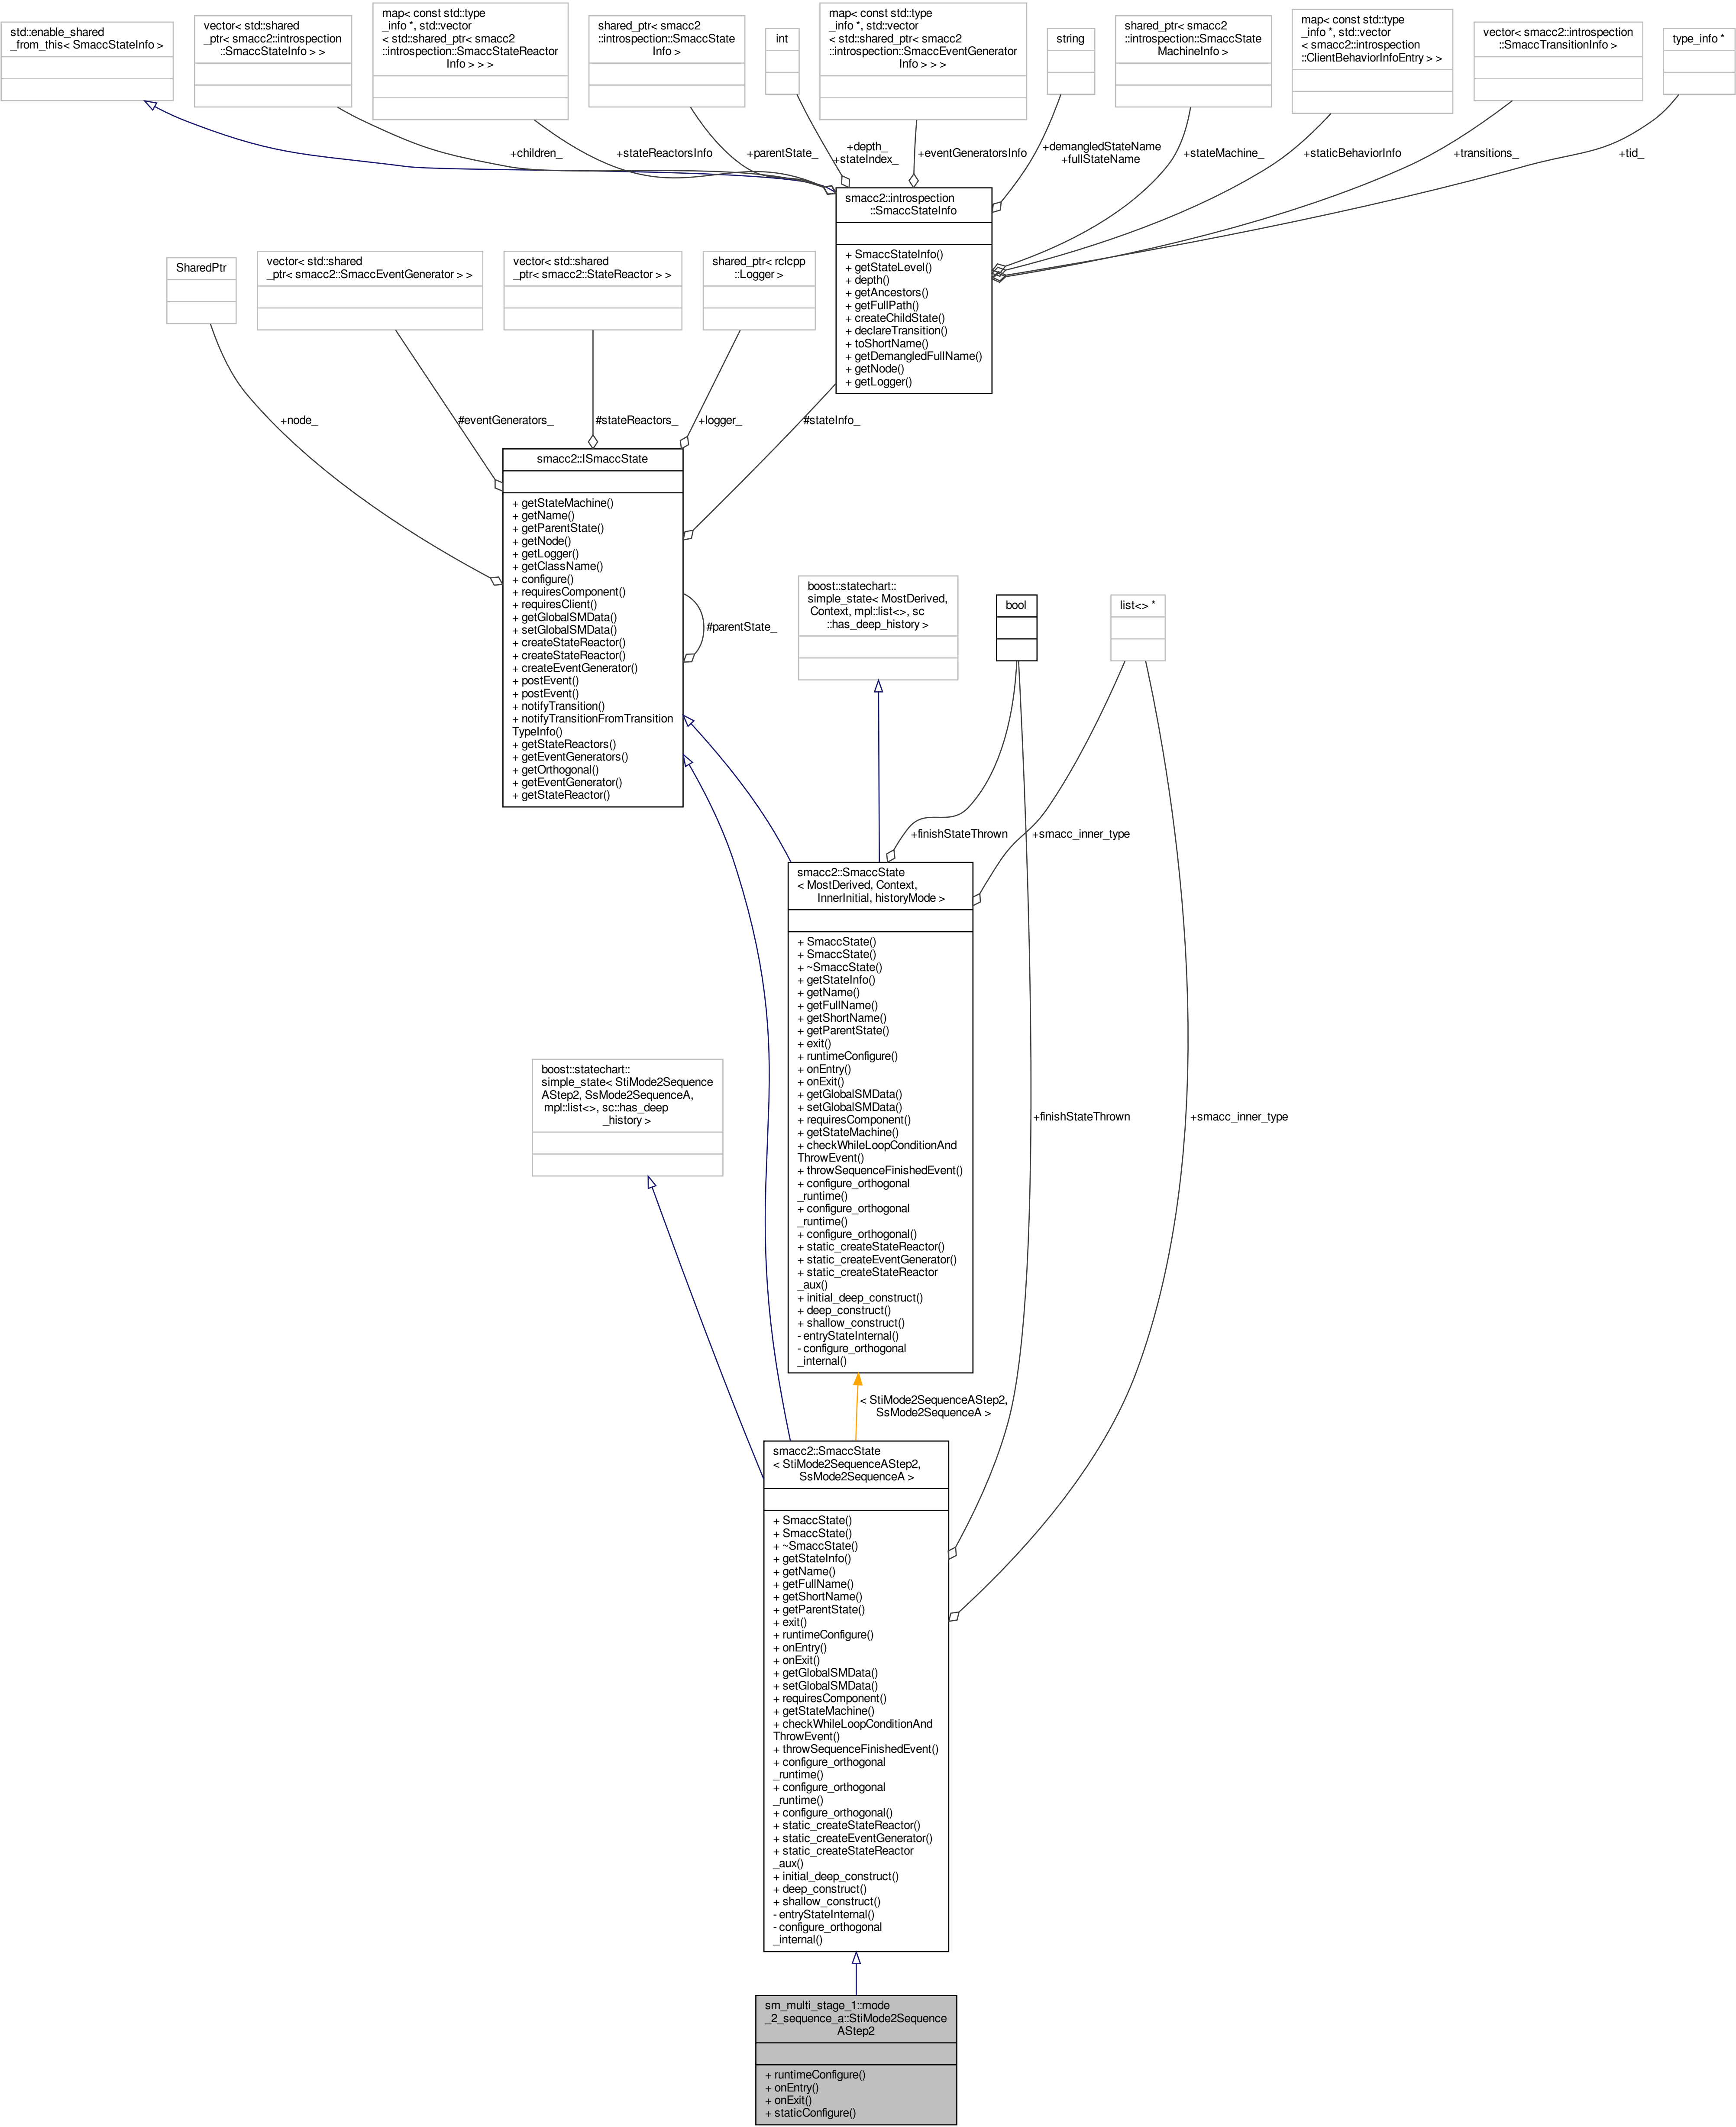 std::enable_shared
_from_this< SmaccStateInfo >
vector< std::shared
_ptr< smacc2::introspection
::SmaccStateInfo > >
map< const std::type
_info *, std::vector
< std::shared_ptr< smacc2
::introspection::SmaccStateReactor
Info > > >
shared_ptr< smacc2
::introspection::SmaccState
Info >
int
map< const std::type
_info *, std::vector
< std::shared_ptr< smacc2
::introspection::SmaccEventGenerator
Info > > >
string
shared_ptr< smacc2
::introspection::SmaccState
MachineInfo >
map< const std::type
_info *, std::vector
< smacc2::introspection
::ClientBehaviorInfoEntry > >
vector< smacc2::introspection
::SmaccTransitionInfo >
type_info *
+children_
+stateReactorsInfo
+parentState_
+depth_
+stateIndex_
+eventGeneratorsInfo
+demangledStateName
+fullStateName
+stateMachine_
+staticBehaviorInfo
+transitions_
+tid_
smacc2::introspection
::SmaccStateInfo
+ SmaccStateInfo()
+ getStateLevel()
+ depth()
+ getAncestors()
+ getFullPath()
+ createChildState()
+ declareTransition()
+ toShortName()
+ getDemangledFullName()
+ getNode()
+ getLogger()
SharedPtr
vector< std::shared
_ptr< smacc2::SmaccEventGenerator > >
vector< std::shared
_ptr< smacc2::StateReactor > >
shared_ptr< rclcpp
::Logger >
+node_
#eventGenerators_
#stateReactors_
+logger_
#stateInfo_
smacc2::ISmaccState
+ getStateMachine()
+ getName()
+ getParentState()
+ getNode()
+ getLogger()
+ getClassName()
+ configure()
+ requiresComponent()
+ requiresClient()
+ getGlobalSMData()
+ setGlobalSMData()
+ createStateReactor()
+ createStateReactor()
+ createEventGenerator()
+ postEvent()
+ postEvent()
+ notifyTransition()
+ notifyTransitionFromTransition
TypeInfo()
+ getStateReactors()
+ getEventGenerators()
+ getOrthogonal()
+ getEventGenerator()
+ getStateReactor()
#parentState_
boost::statechart::
simple_state< MostDerived,
Context, mpl::list<>, sc
::has_deep_history >
bool
list<> *
+finishStateThrown
+smacc_inner_type
smacc2::SmaccState
< MostDerived, Context,
InnerInitial, historyMode >
+ SmaccState()
+ SmaccState()
+ ~SmaccState()
+ getStateInfo()
+ getName()
+ getFullName()
+ getShortName()
+ getParentState()
+ exit()
+ runtimeConfigure()
+ onEntry()
+ onExit()
+ getGlobalSMData()
+ setGlobalSMData()
+ requiresComponent()
+ getStateMachine()
+ checkWhileLoopConditionAnd
ThrowEvent()
+ throwSequenceFinishedEvent()
+ configure_orthogonal
_runtime()
+ configure_orthogonal
_runtime()
+ configure_orthogonal()
+ static_createStateReactor()
+ static_createEventGenerator()
+ static_createStateReactor
_aux()
+ initial_deep_construct()
+ deep_construct()
+ shallow_construct()
- entryStateInternal()
- configure_orthogonal
_internal()
boost::statechart::
simple_state< StiMode2Sequence
AStep2, SsMode2SequenceA,
mpl::list<>, sc::has_deep
_history >
+finishStateThrown
+smacc_inner_type
< StiMode2SequenceAStep2,
SsMode2SequenceA >
smacc2::SmaccState
< StiMode2SequenceAStep2,
SsMode2SequenceA >
+ SmaccState()
+ SmaccState()
+ ~SmaccState()
+ getStateInfo()
+ getName()
+ getFullName()
+ getShortName()
+ getParentState()
+ exit()
+ runtimeConfigure()
+ onEntry()
+ onExit()
+ getGlobalSMData()
+ setGlobalSMData()
+ requiresComponent()
+ getStateMachine()
+ checkWhileLoopConditionAnd
ThrowEvent()
+ throwSequenceFinishedEvent()
+ configure_orthogonal
_runtime()
+ configure_orthogonal
_runtime()
+ configure_orthogonal()
+ static_createStateReactor()
+ static_createEventGenerator()
+ static_createStateReactor
_aux()
+ initial_deep_construct()
+ deep_construct()
+ shallow_construct()
- entryStateInternal()
- configure_orthogonal
_internal()
sm_multi_stage_1::mode
_2_sequence_a::StiMode2Sequence
AStep2
+ runtimeConfigure()
+ onEntry()
+ onExit()
+ staticConfigure()